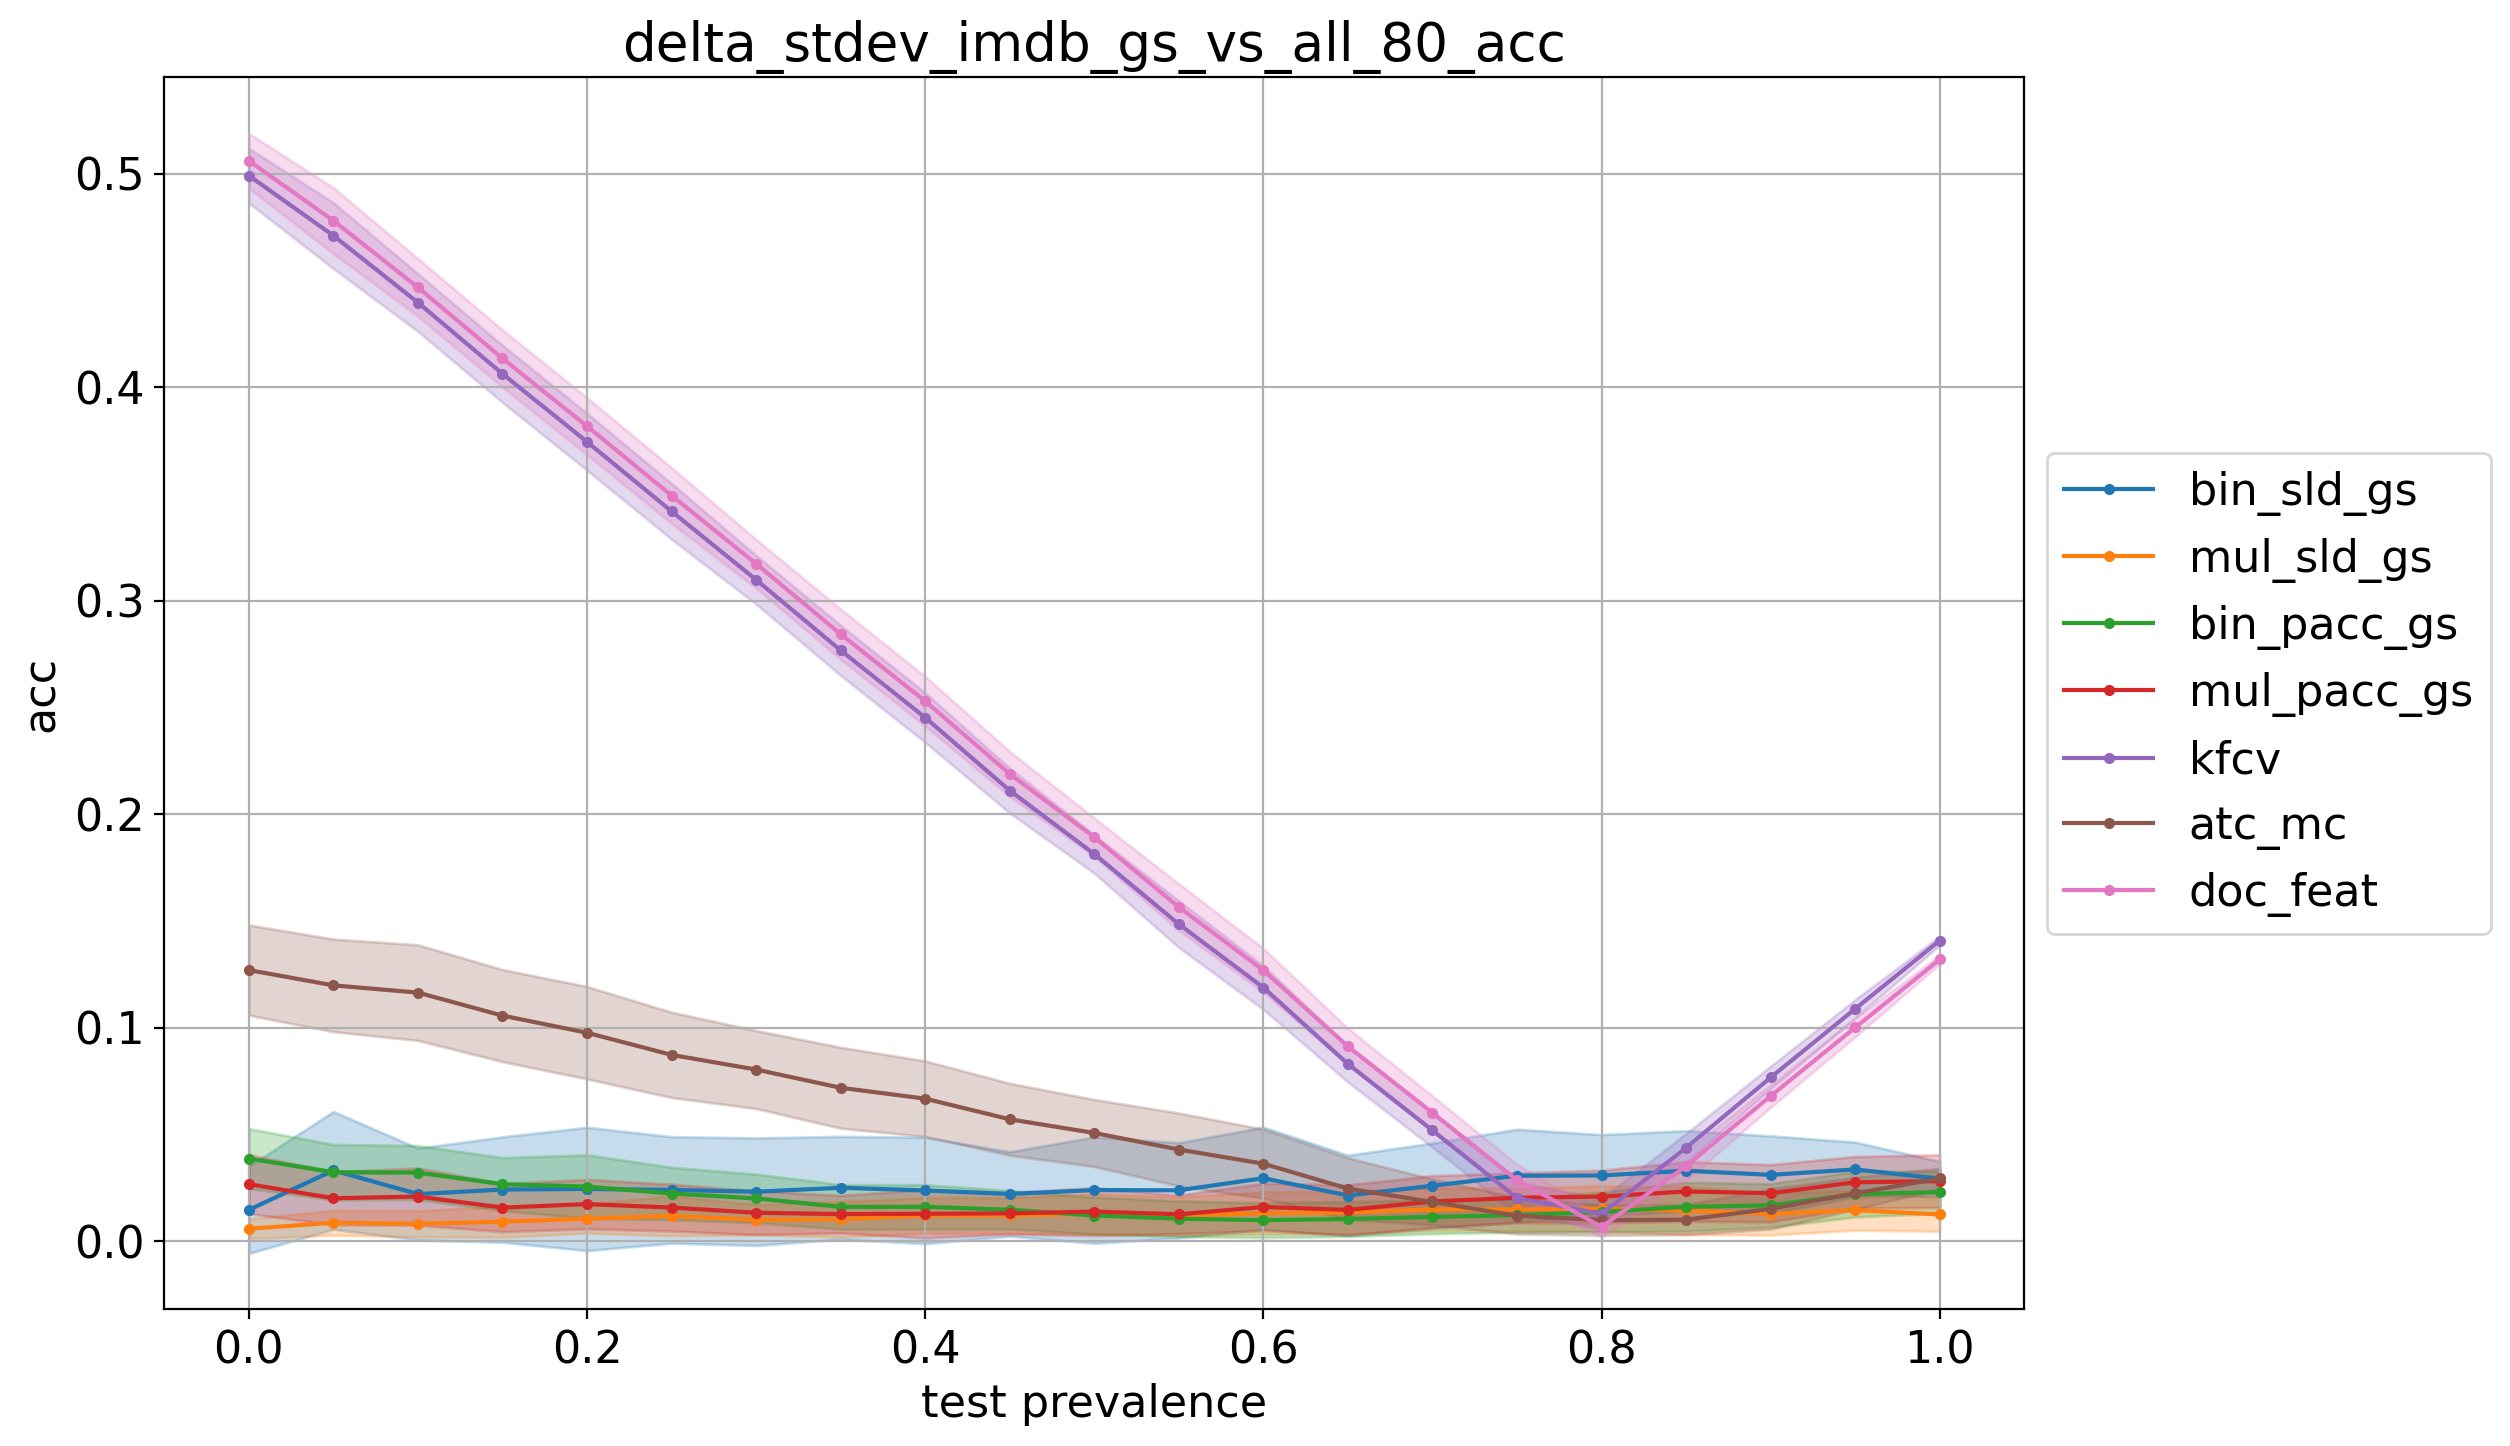 delta_stdev_imdb_gs_vs_all_80_acc
0.5
0.4
0.3
0.2
0.1
0.0
acc
0.0 0.2 0.4 0.6 0.8 1.0
test prevalence
bin_sld_gs
mul_sld_gs
bin_pacc_gs
mul_pacc_gs
kfcv
atc_mc
doc_feat